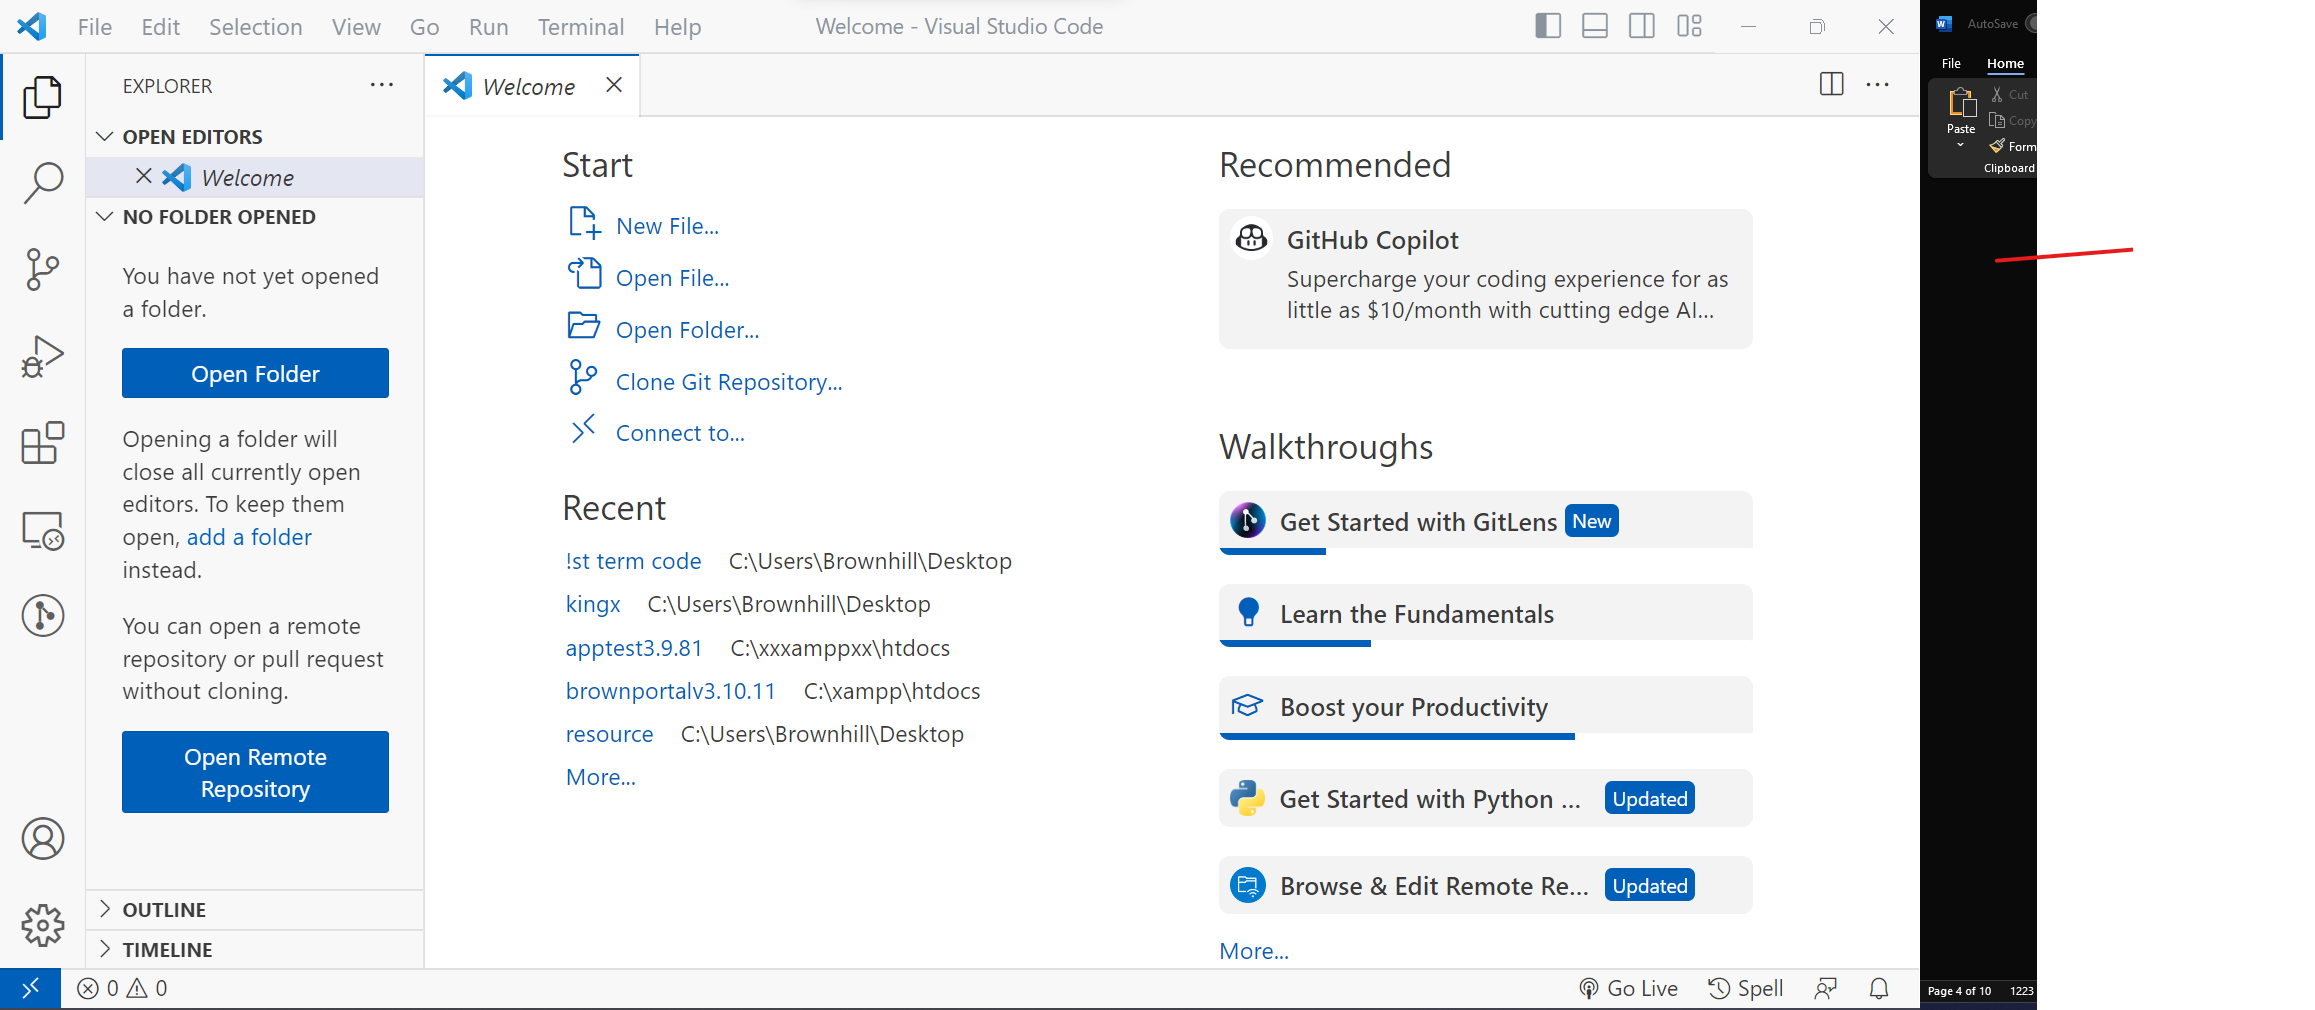 File Edit Selection View Go Run Terminal Help
Welcome - Visual Studio Code
EXPLORER
OPEN EDITORS
Welcome
NO FOLDER OPENED
You have not yet opened
a folder.
Open Folder
Opening a folder will
close all currently open
editors. To keep them
open, add a folder
instead.
You can open a remote
repository or pull request
without cloning.
Open Remote
Repository
OUTLINE
TIMELINE
Welcome
Start
New File...
Open File...
Open Folder...
Clone Git Repository...
Connect to...
Recent
!st term code C:\Users\Brownhill\Desktop
kingx C:\Users\Brownhill\Desktop
apptest3.9.81 C:\xxxamppxx\htdocs
brownportalv3.10.11 C:\xampp\htdocs
resource C:\Users\Brownhill\Desktop
More...
Recommended
GitHub Copilot
Supercharge your coding experience for as
little as $10/month with cutting edge AI...
Walkthroughs
Get Started with GitLens New
Learn the Fundamentals
Boost your Productivity
Get Started with Python ... Updated
Browse & Edit Remote Re... Updated
More...
0 0
Go Live Spell
AutoSave
File Home
Paste
Cut
Copy
Form
Clipboard
Page 4 of 10 1223